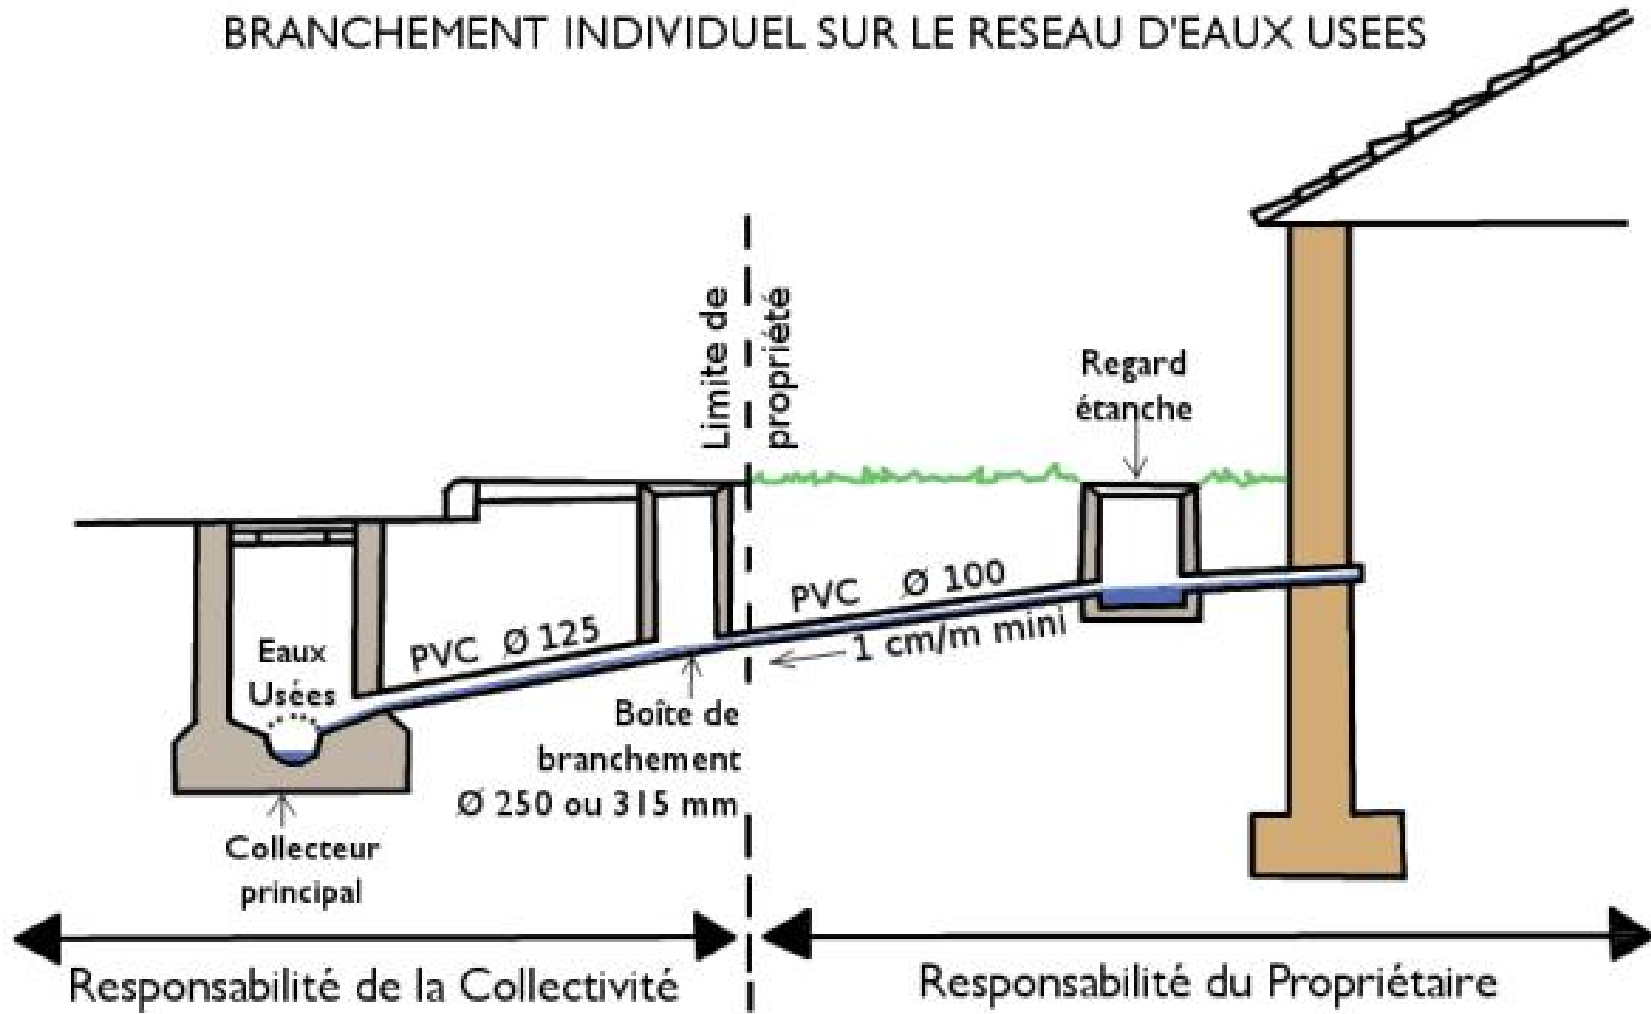 BRANCHEMENT INDIVIDUEL SUR LE RESEAU D'EAUX USEES
Limite de
propriété
Regard
étanche
PVC Ø 100
1 cm/m mini
PVC Ø 125
Eaux
Usées
Boîte de
branchement
Ø 250 ou 315 mm
Collecteur
principal
Responsabilité de la Collectivité
Responsabilité du Propriétaire